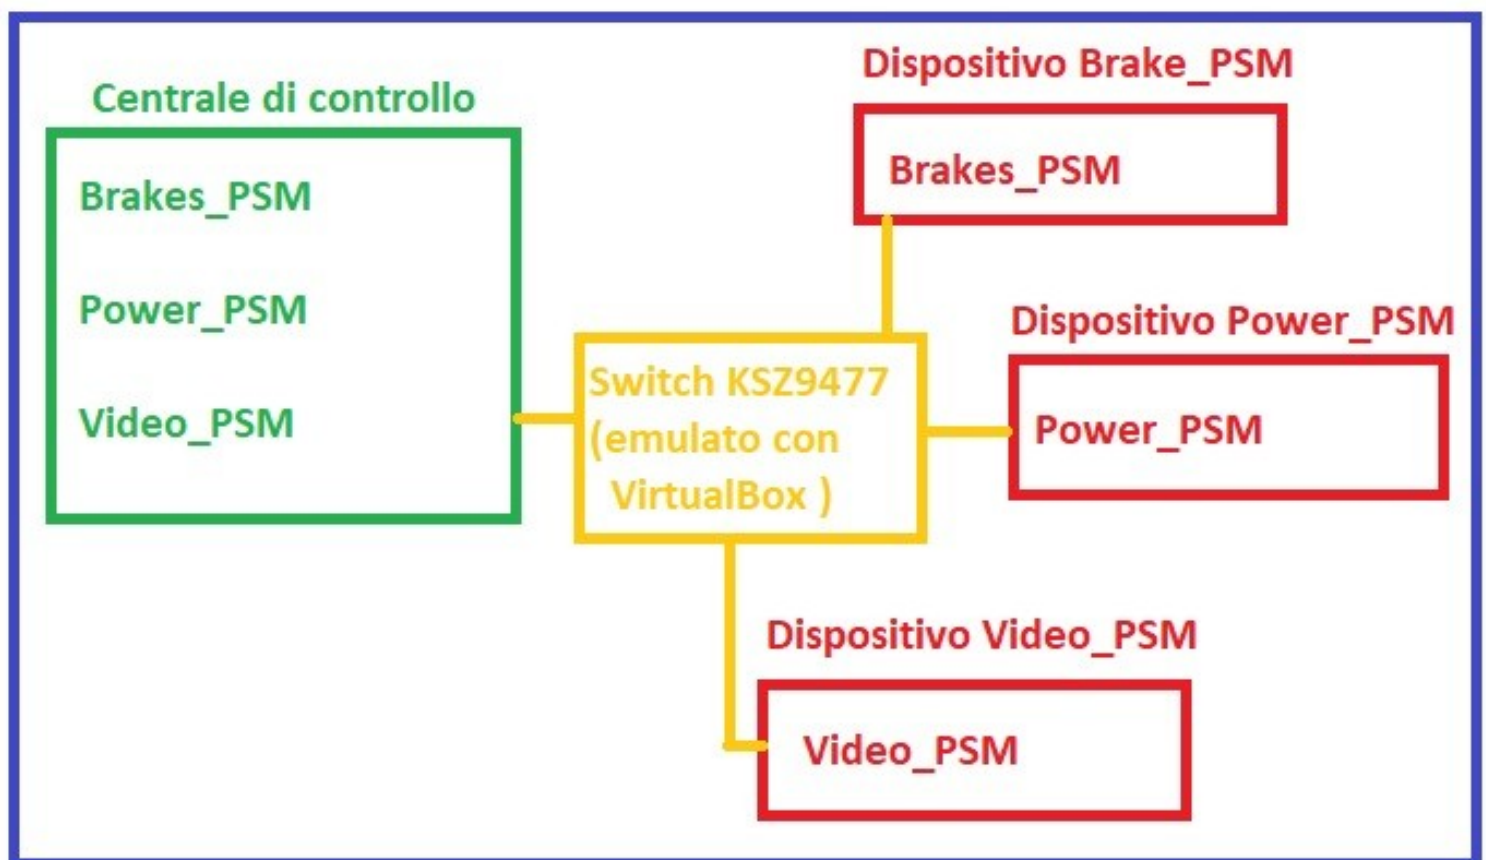 Centrale di controllo
Brakes_PSM
Power_PSM
Video_PSM
Switch KSZ9477
(emulato con
VirtualBox )
Dispositivo Brake_PSM
Brakes_PSM
Dispositivo Power_PSM
Power_PSM
Dispositivo Video_PSM
Video_PSM